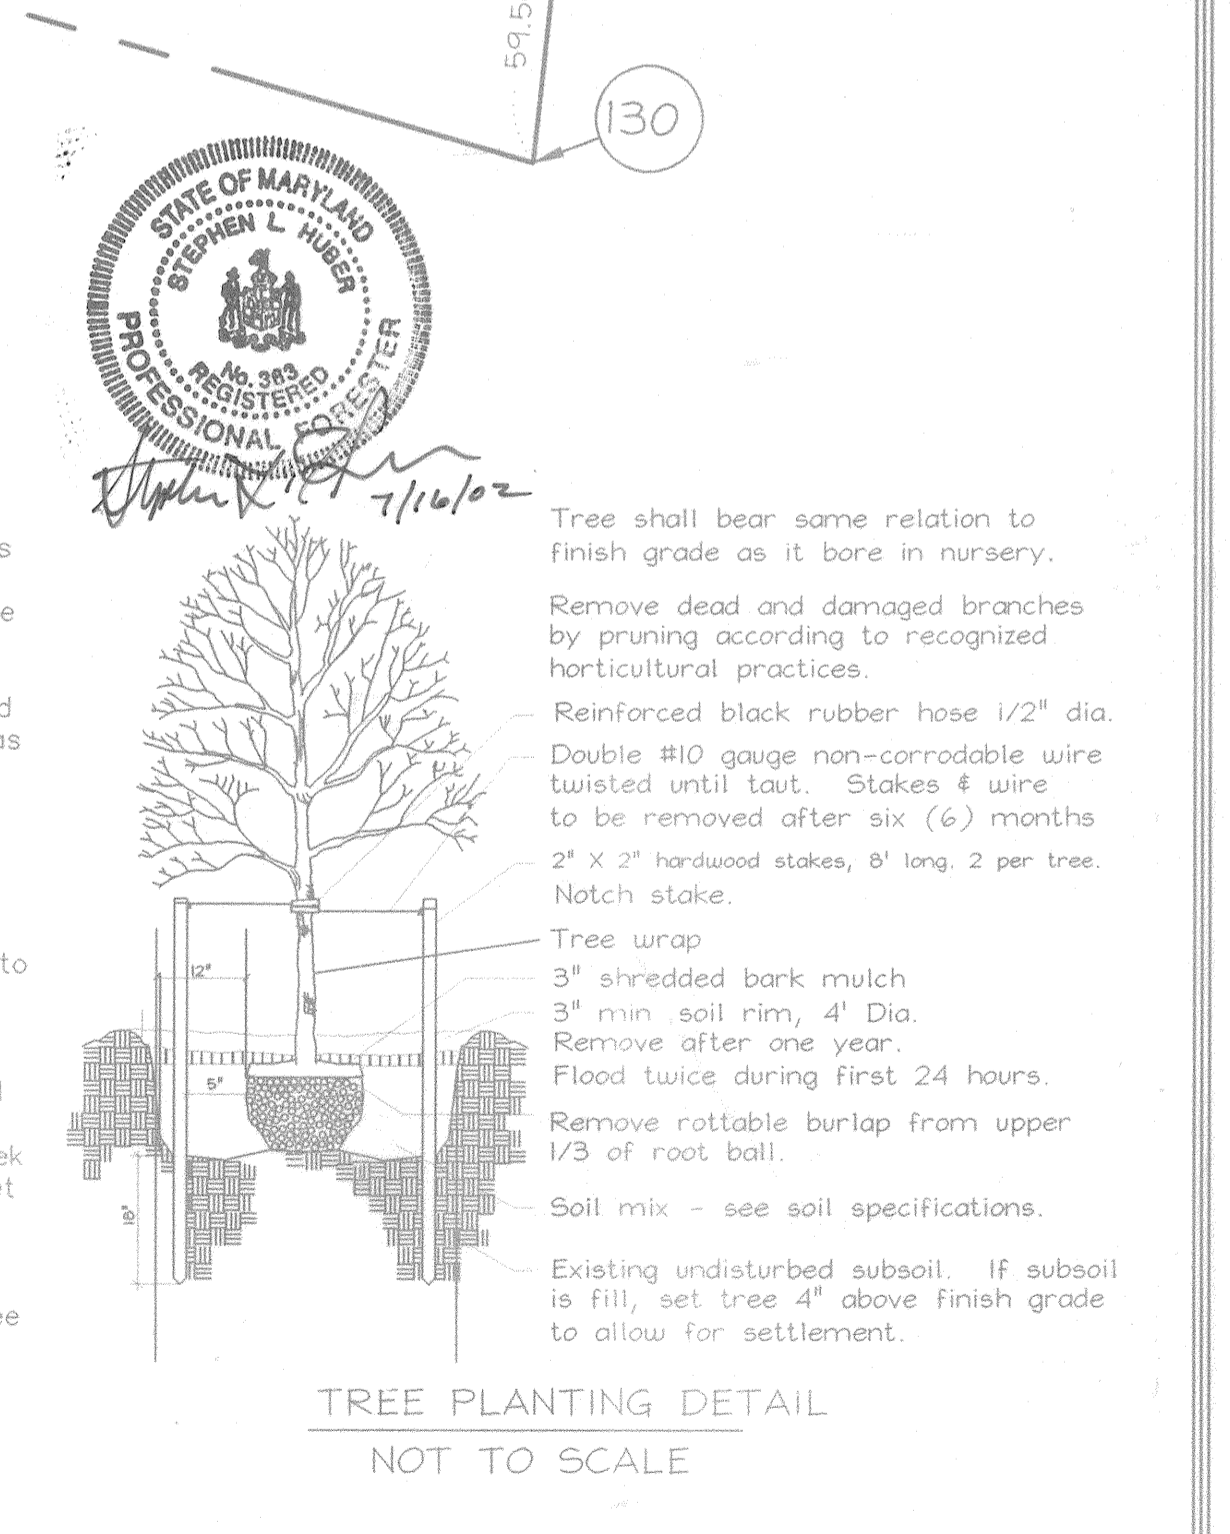 59.5
130
STATE OF MARYLAND
STEPHEN L. HUBER
No. 383
REGISTERED
PROFESSIONAL FORESTER
7/16/02
Tree shall bear same relation to
finish grade as it bore in nursery.
Remove dead and damaged branches
by pruning according to recognized
horticultural practices.
Reinforced black rubber hose 1/2" dia.
Double #10 gauge non-corrodable wire
twisted until taut. Stakes & wire
to be removed after six (6) months
2" X 2" hardwood stakes, 8' long. 2 per tree.
Notch stake.
Tree wrap
3" shredded bark mulch
3" min soil rim, 4' Dia.
Remove after one year.
Flood twice during first 24 hours.
Remove rottable burlap from upper
1/3 of root ball.
Soil mix - see soil specifications.
Existing undisturbed subsoil. If subsoil
is fill, set tree 4" above finish grade
to allow for settlement.
12"
5"
18"
to
TREE PLANTING DETAIL
NOT TO SCALE